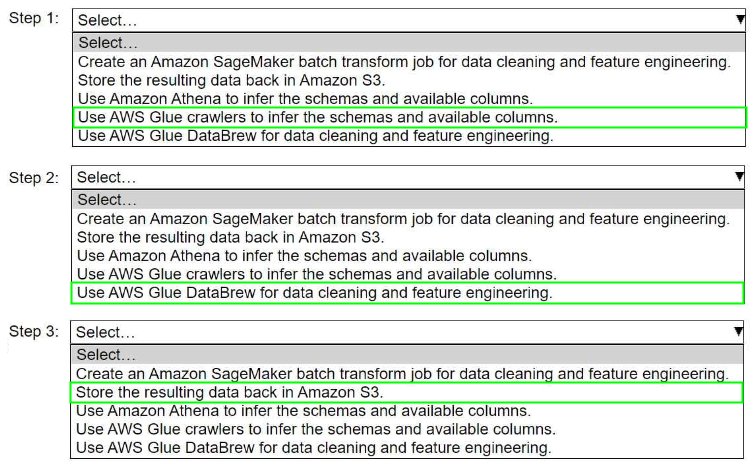 Step 1: Select...
Select...
Create an Amazon SageMaker batch transform job for data cleaning and feature engineering.
Store the resulting data back in Amazon S3.
Use Amazon Athena to infer the schemas and available columns.
Use AWS Glue crawlers to infer the schemas and available columns.
Use AWS Glue DataBrew for data cleaning and feature engineering.
Step 2: Select...
Select...
Create an Amazon SageMaker batch transform job for data cleaning and feature engineering.
Store the resulting data back in Amazon S3.
Use Amazon Athena to infer the schemas and available columns.
Use AWS Glue crawlers to infer the schemas and available columns.
Use AWS Glue DataBrew for data cleaning and feature engineering.
Step 3: Select...
Select...
Create an Amazon SageMaker batch transform job for data cleaning and feature engineering.
Store the resulting data back in Amazon S3.
Use Amazon Athena to infer the schemas and available columns.
Use AWS Glue crawlers to infer the schemas and available columns.
Use AWS Glue DataBrew for data cleaning and feature engineering.